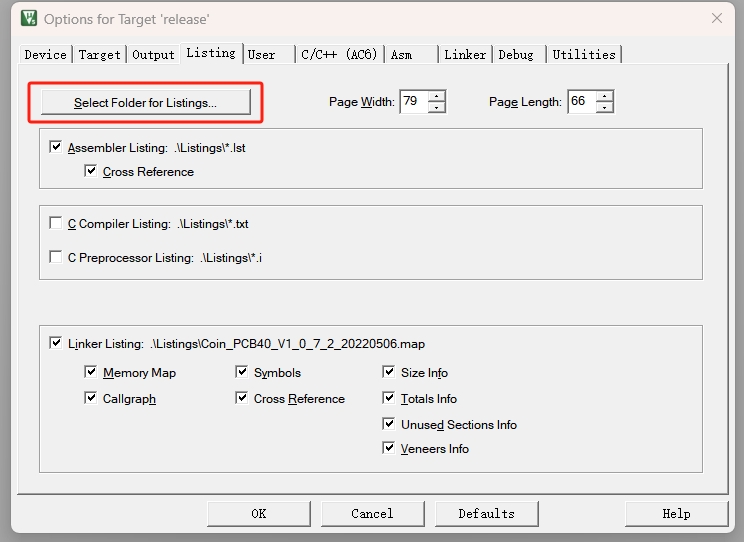 Options for Target 'release'
Device Target Output Listing User C/C++ (AC6) Asm Linker Debug Utilities
Select Folder for Listings... Page Width: 79 Page Length: 66
Assembler Listing: .\Listings\*.lst
Cross Reference
C Compiler Listing: .\Listings\*.txt
C Preprocessor Listing: .\Listings\*.i
Linker Listing: .\Listings\Coin_PCB40_V1_0_7_2_20220506.map
Memory Map Symbols Size Info
Callgraph Cross Reference Totals Info
Unused Sections Info
Veneers Info
OK Cancel Defaults Help